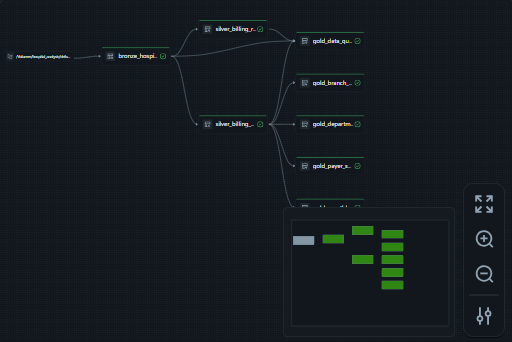 silver_billing_r..
gold_data_qu..
bronze_hospi..
gold_branch_..
silver_billing_..
gold_departm..
gold_payer_s..